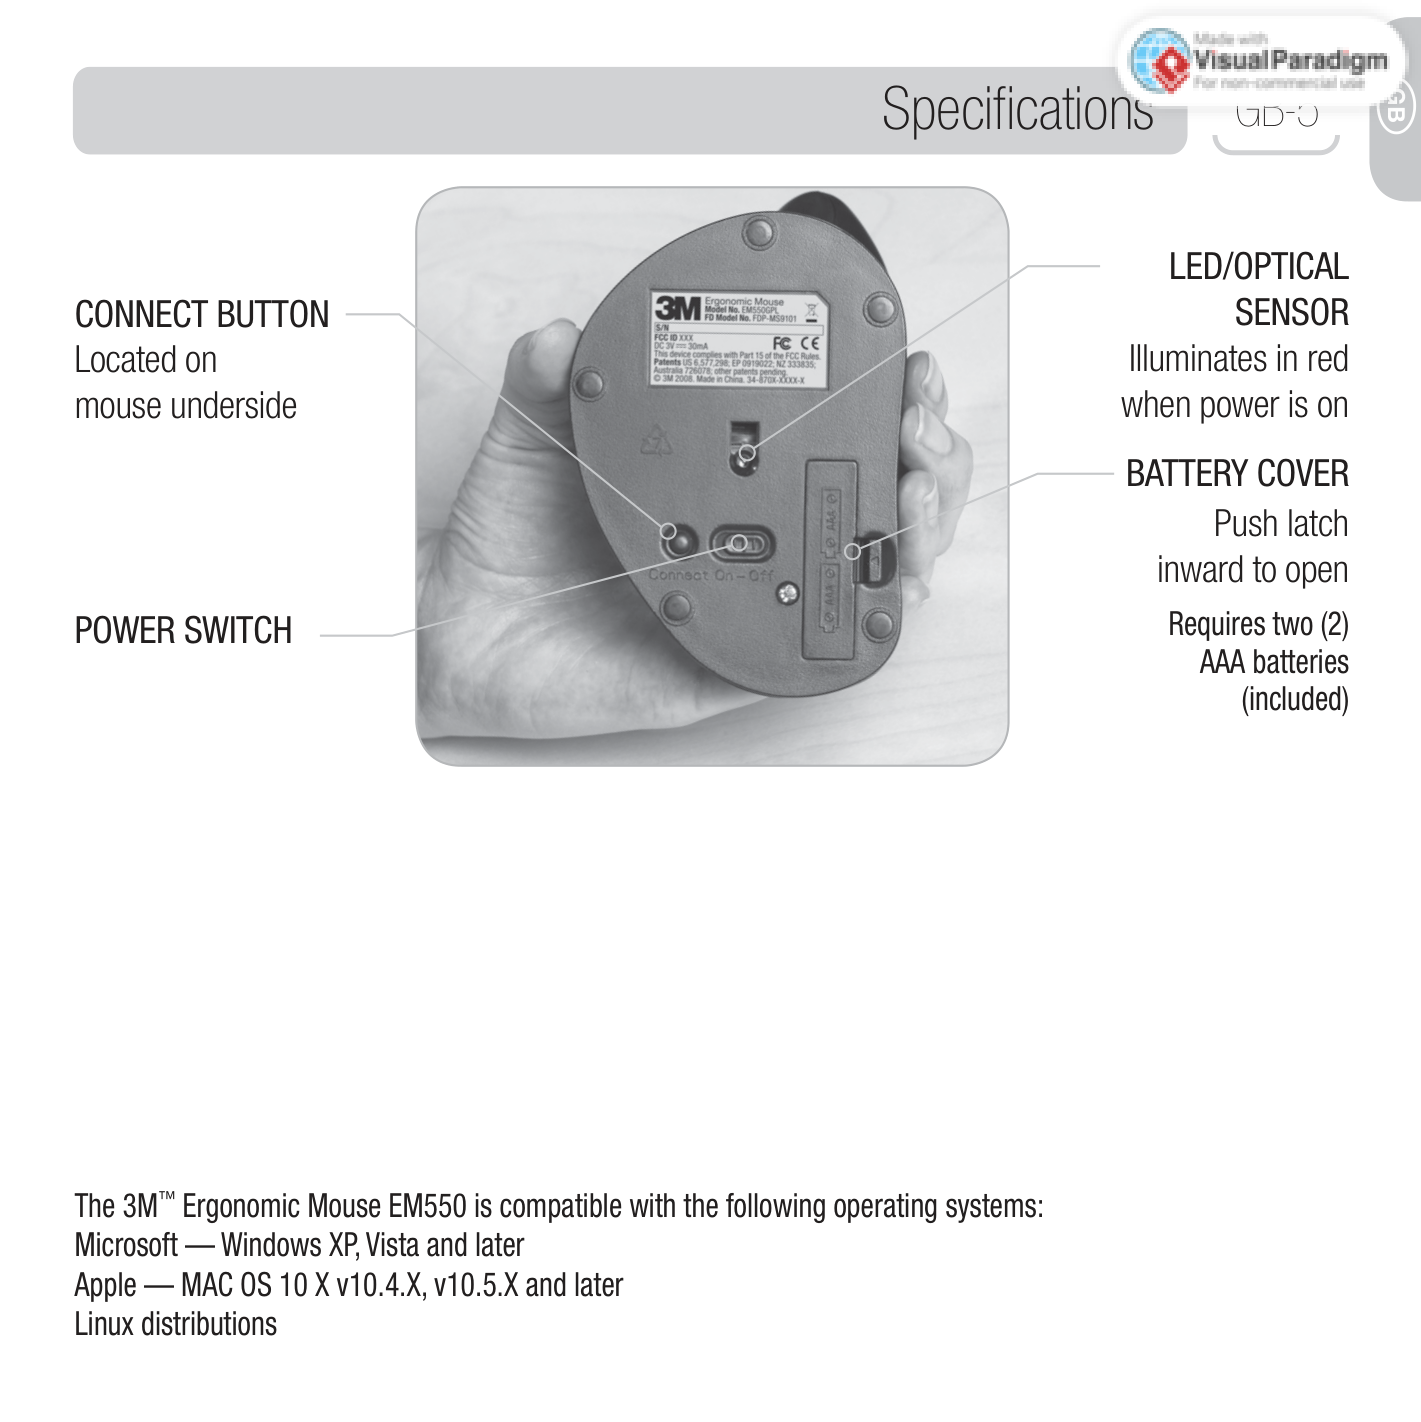 Made with
VisualParadigm
For non-commercial use
Specifications
GB-5
GB
CONNECT BUTTON
Located on
mouse underside
POWER SWITCH
LED/OPTICAL
SENSOR
Illuminates in red
when power is on
BATTERY COVER
Push latch
inward to open
Requires two (2)
AAA batteries
(included)
3M Ergonomic Mouse
Model No. EM550GPL
FD Model No. FDP-MS9101
S/N
FCC ID XXX
DC 3V 30mA
FC CE
This device complies with Part 15 of the FCC Rules.
Patents US 6,577,298; EP 0919022; NZ 333835;
Australia 726078; other patents pending.
© 3M 2008. Made in China. 34-870X-XXXX-X
AAA
AAA
Connect On – Off
The 3M™ Ergonomic Mouse EM550 is compatible with the following operating systems:
Microsoft — Windows XP, Vista and later
Apple — MAC OS 10 X v10.4.X, v10.5.X and later
Linux distributions